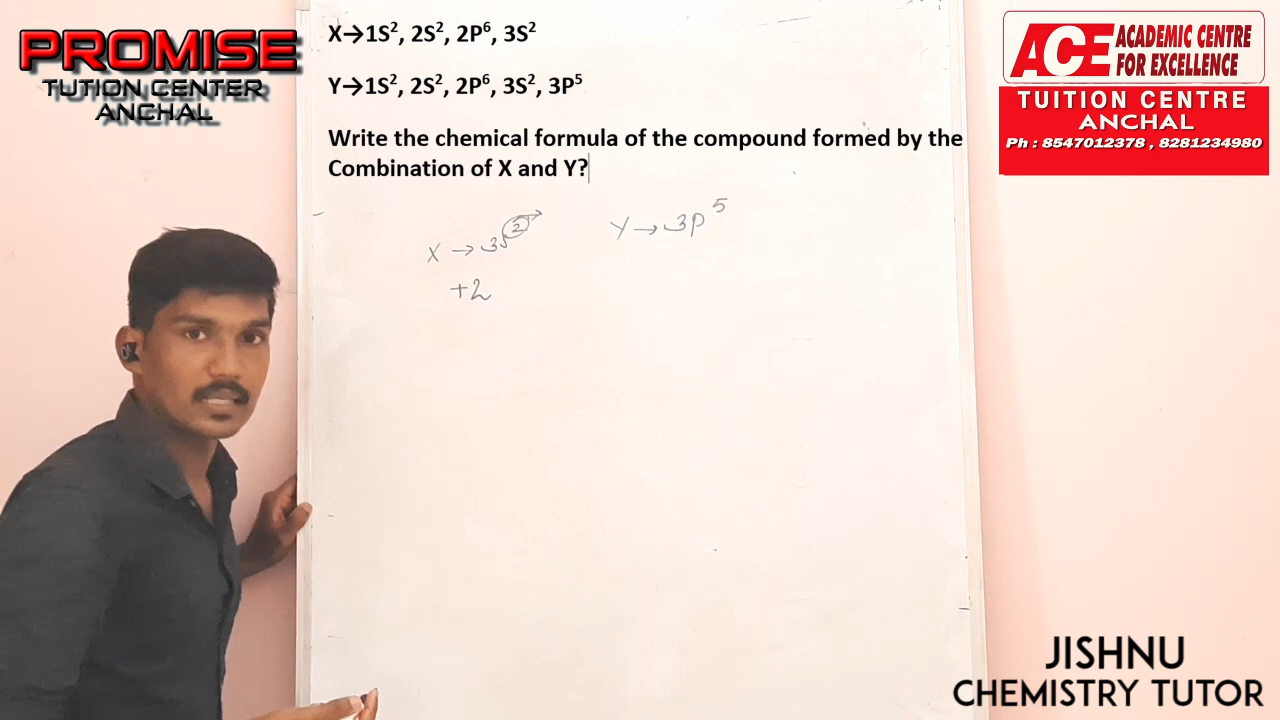 PROMISE
TUTION CENTER
ANCHAL
X→1S², 2S², 2P⁶, 3S²
Y→1S², 2S², 2P⁶, 3S², 3P⁵
Write the chemical formula of the compound formed by the
Combination of X and Y?
X → 3s²
+2
Y → 3p⁵
ACE ACADEMIC CENTRE
FOR EXCELLENCE
TUITION CENTRE
ANCHAL
Ph : 8547012378 , 8281234980
JISHNU
CHEMISTRY TUTOR